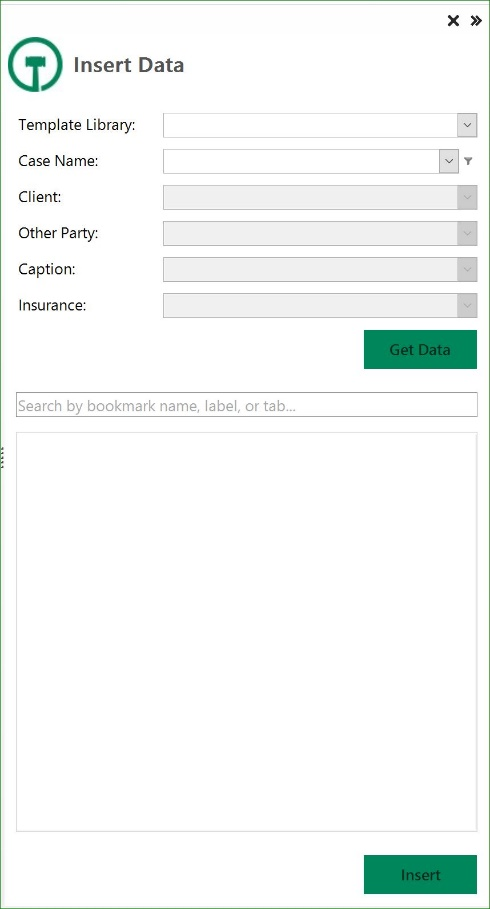 Insert Data
Template Library:
Case Name:
Client:
Other Party:
Caption:
Insurance:
Get Data
Search by bookmark name, label, or tab...
Insert